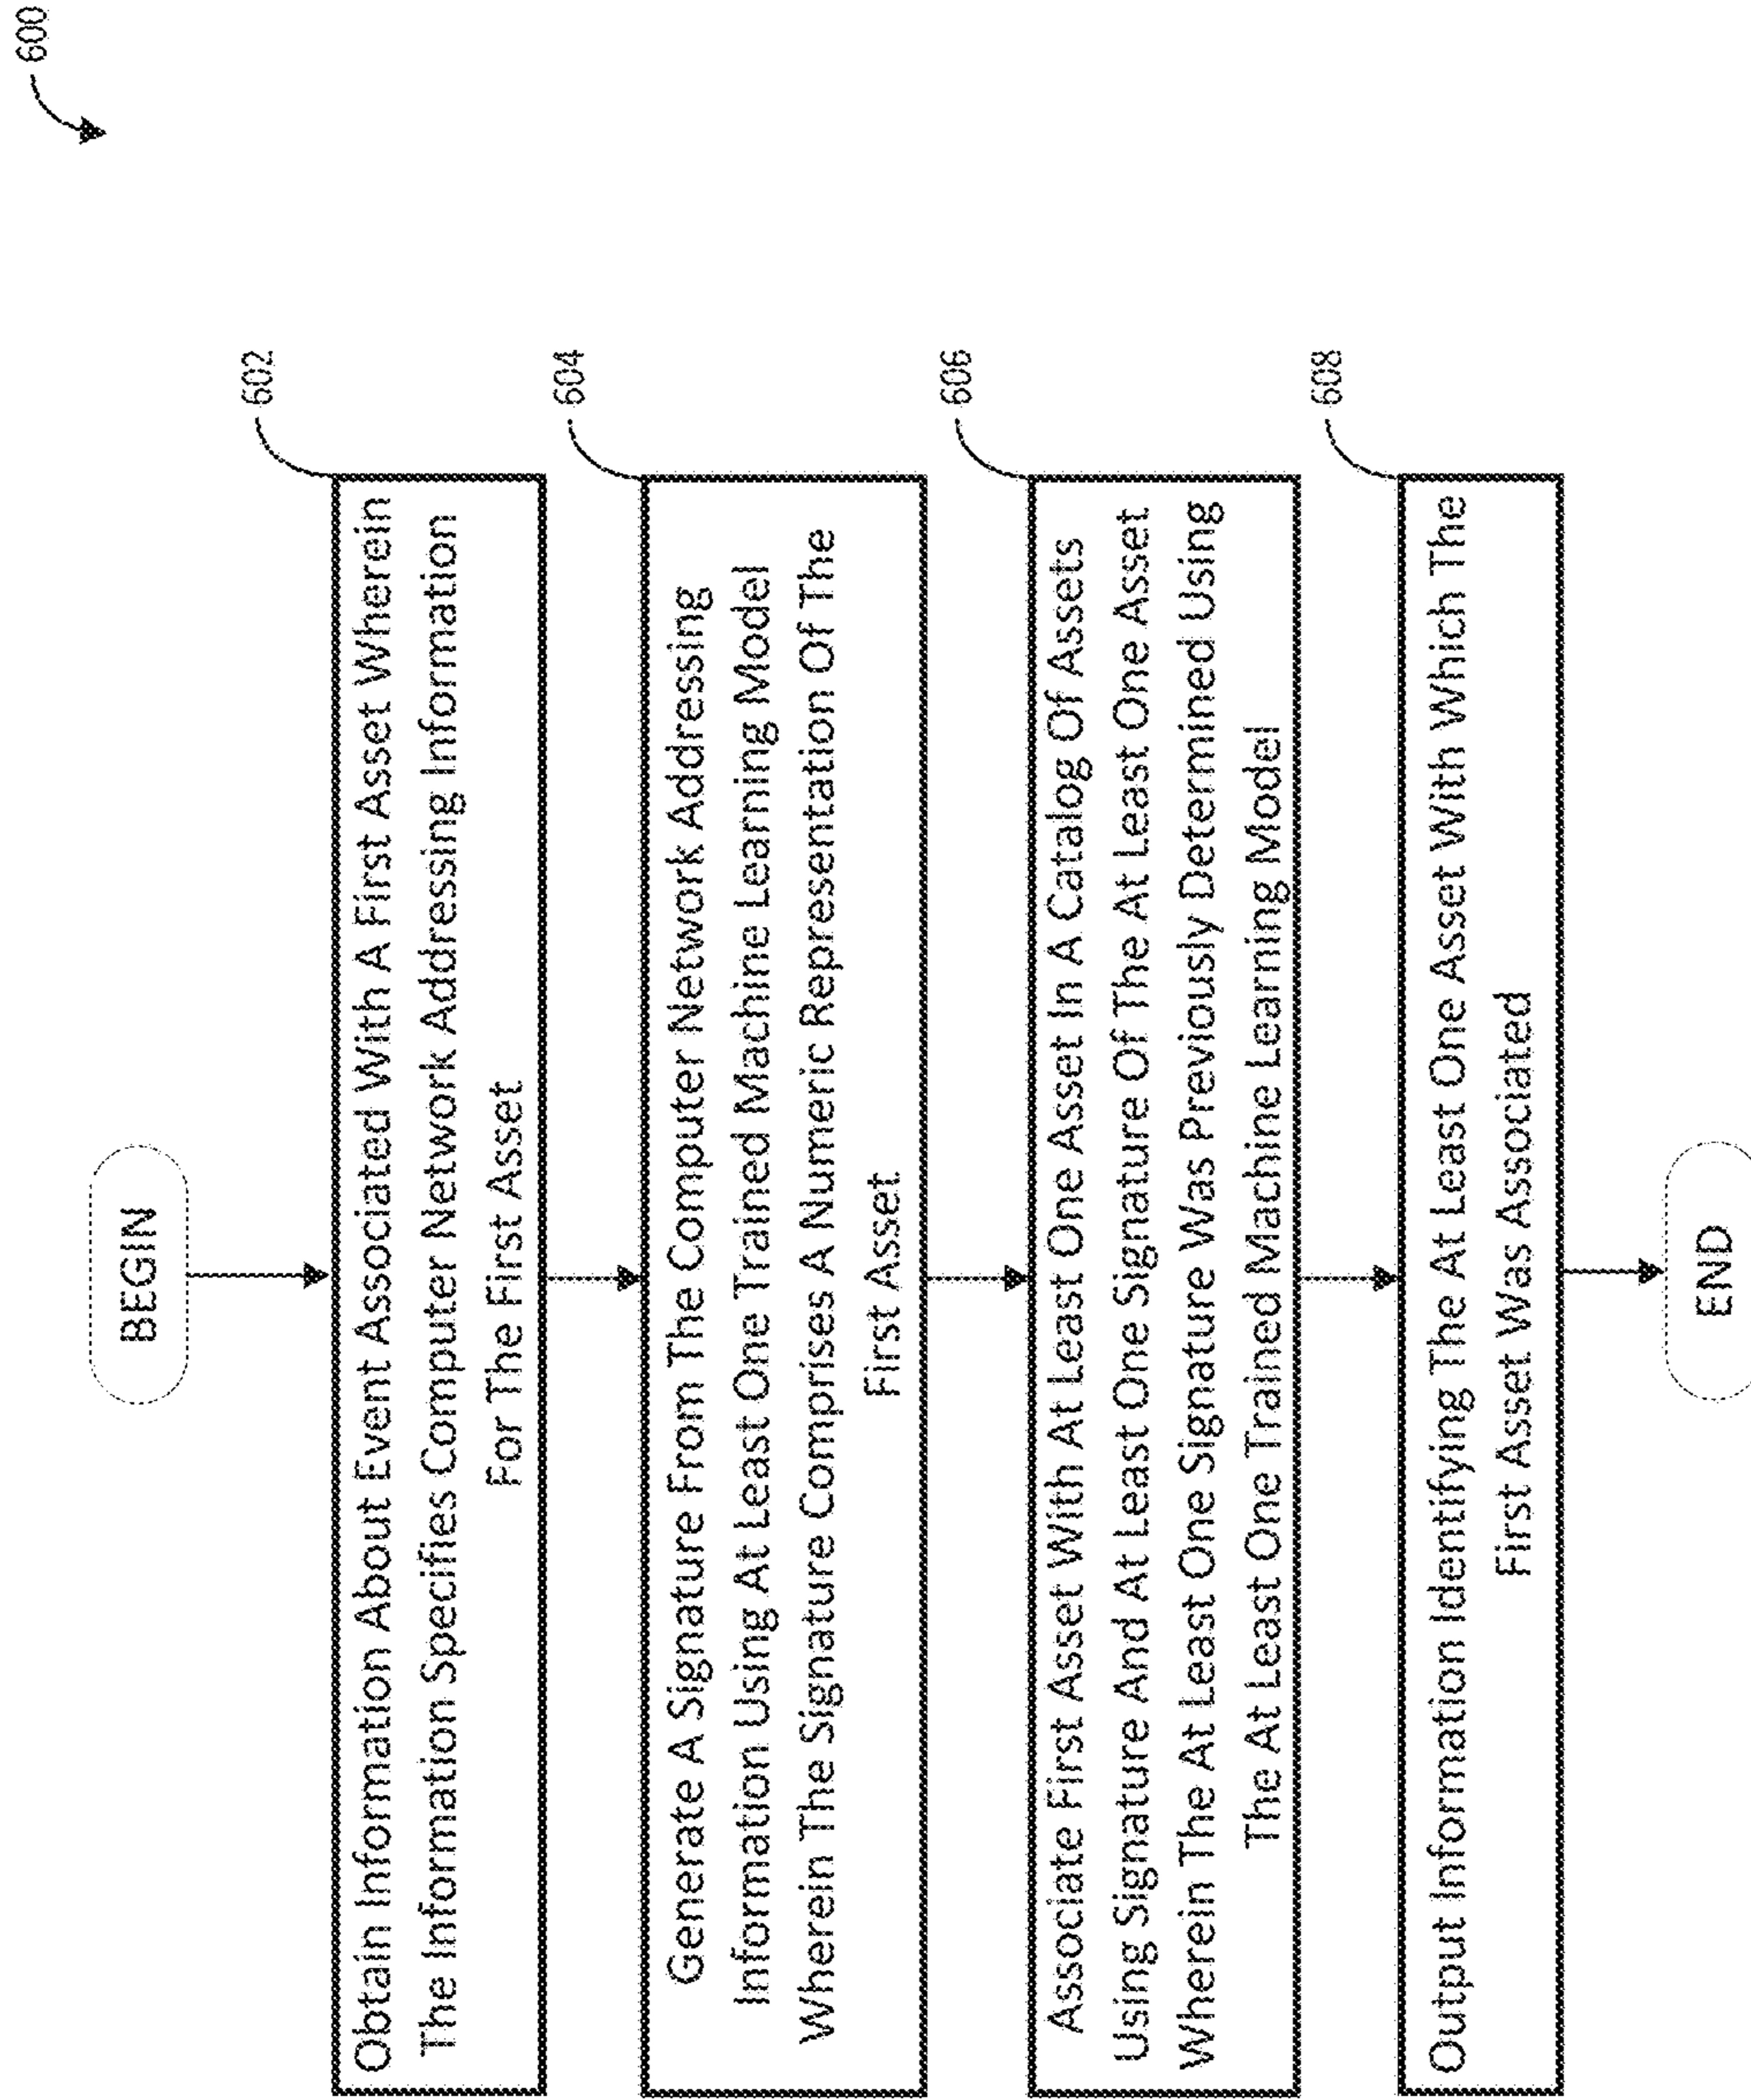 600
BEGIN
602
Obtain Information About Event Associated With A First Asset Wherein
The Information Specifies Computer Network Addressing Information
For The First Asset
604
Generate A Signature From The Computer Network Addressing
Information Using At Least One Trained Machine Learning Model
Wherein The Signature Comprises A Numeric Representation Of The
First Asset
606
Associate First Asset With At Least One Asset In A Catalog Of Assets
Using Signature And At Least One Signature Of The At Least One Asset
Wherein The At Least One Signature Was Previously Determined Using
The At Least One Trained Machine Learning Model
608
Output Information Identifying The At Least One Asset With Which The
First Asset Was Associated
END